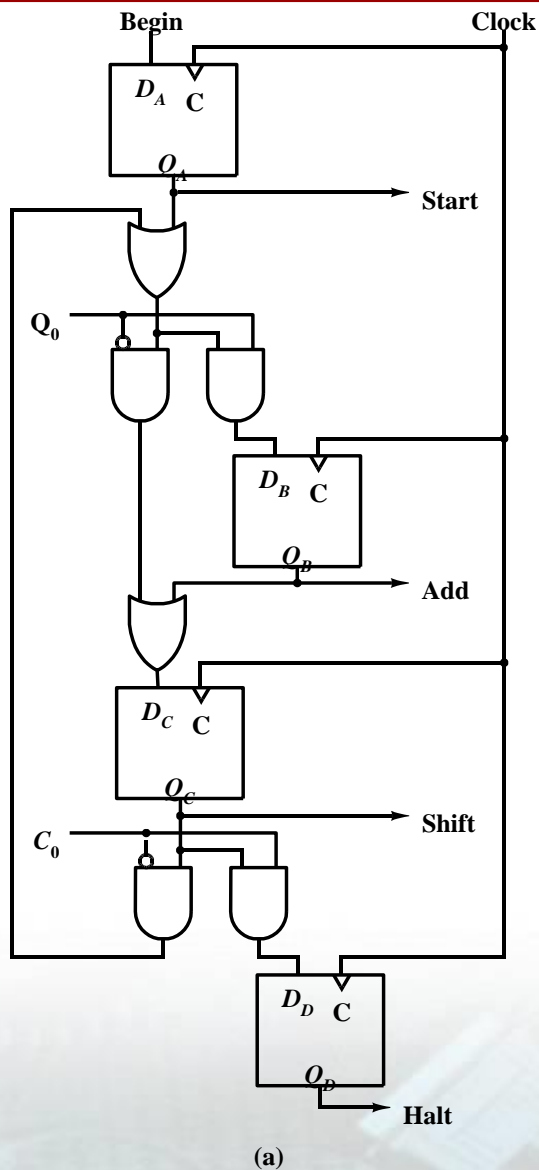 Begin Clock
D_A C
Q_A
Start
Q_0
D_B C
Q_B
Add
D_C C
Q_C
Shift
C_0
D_D C
Q_D
Halt
(a)